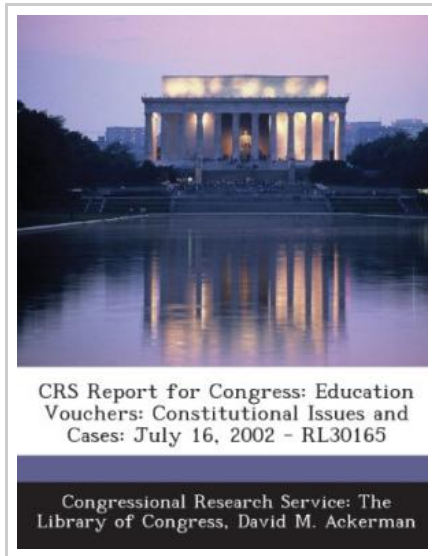 CRS Report for Congress: Education
Vouchers: Constitutional Issues and
Cases: July 16, 2002 - RL30165
Congressional Research Service: The
Library of Congress, David M. Ackerman